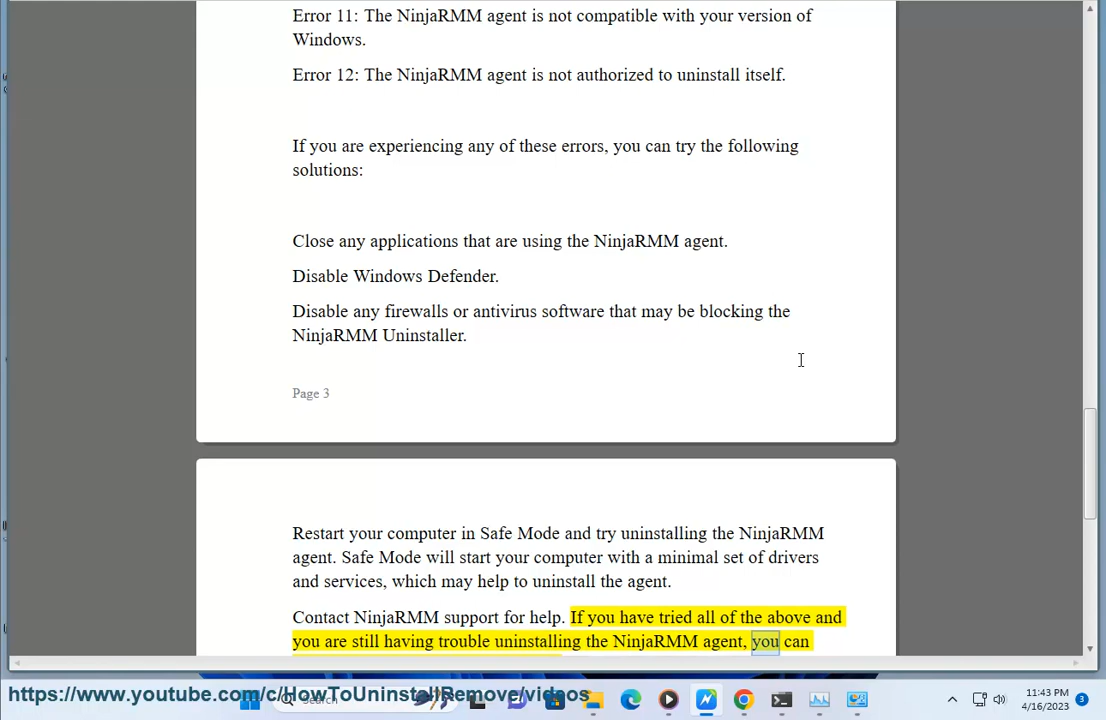 Error 11: The NinjaRMM agent is not compatible with your version of
Windows.
Error 12: The NinjaRMM agent is not authorized to uninstall itself.
If you are experiencing any of these errors, you can try the following
solutions:
Close any applications that are using the NinjaRMM agent.
Disable Windows Defender.
Disable any firewalls or antivirus software that may be blocking the
NinjaRMM Uninstaller.
Page 3
Restart your computer in Safe Mode and try uninstalling the NinjaRMM
agent. Safe Mode will start your computer with a minimal set of drivers
and services, which may help to uninstall the agent.
Contact NinjaRMM support for help. If you have tried all of the above and
you are still having trouble uninstalling the NinjaRMM agent, you can
https://www.youtube.com/c/HowToUninstallRemove/videos
Search
11:43 PM
4/16/2023
3